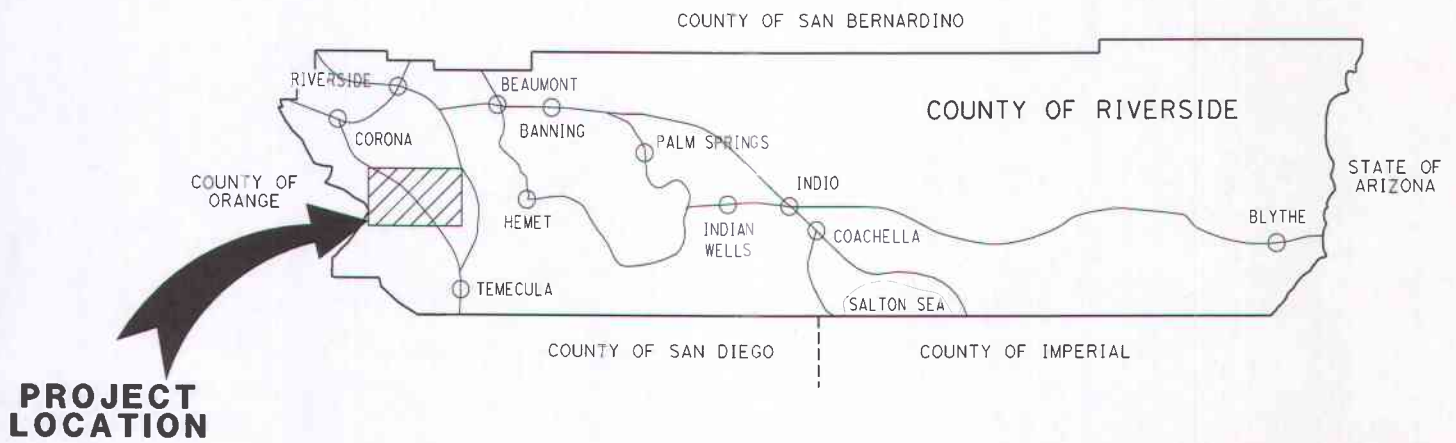 COUNTY OF SAN BERNARDINO
RIVERSIDE
BEAUMONT
COUNTY OF RIVERSIDE
CORONA
BANNING
PALM SPRINGS
STATE OF
ARIZONA
COUNTY OF
ORANGE
INDIO
HEMET
INDIAN
WELLS
COACHELLA
BLYTHE
TEMECULA
SALTON SEA
COUNTY OF SAN DIEGO
COUNTY OF IMPERIAL
PROJECT
LOCATION